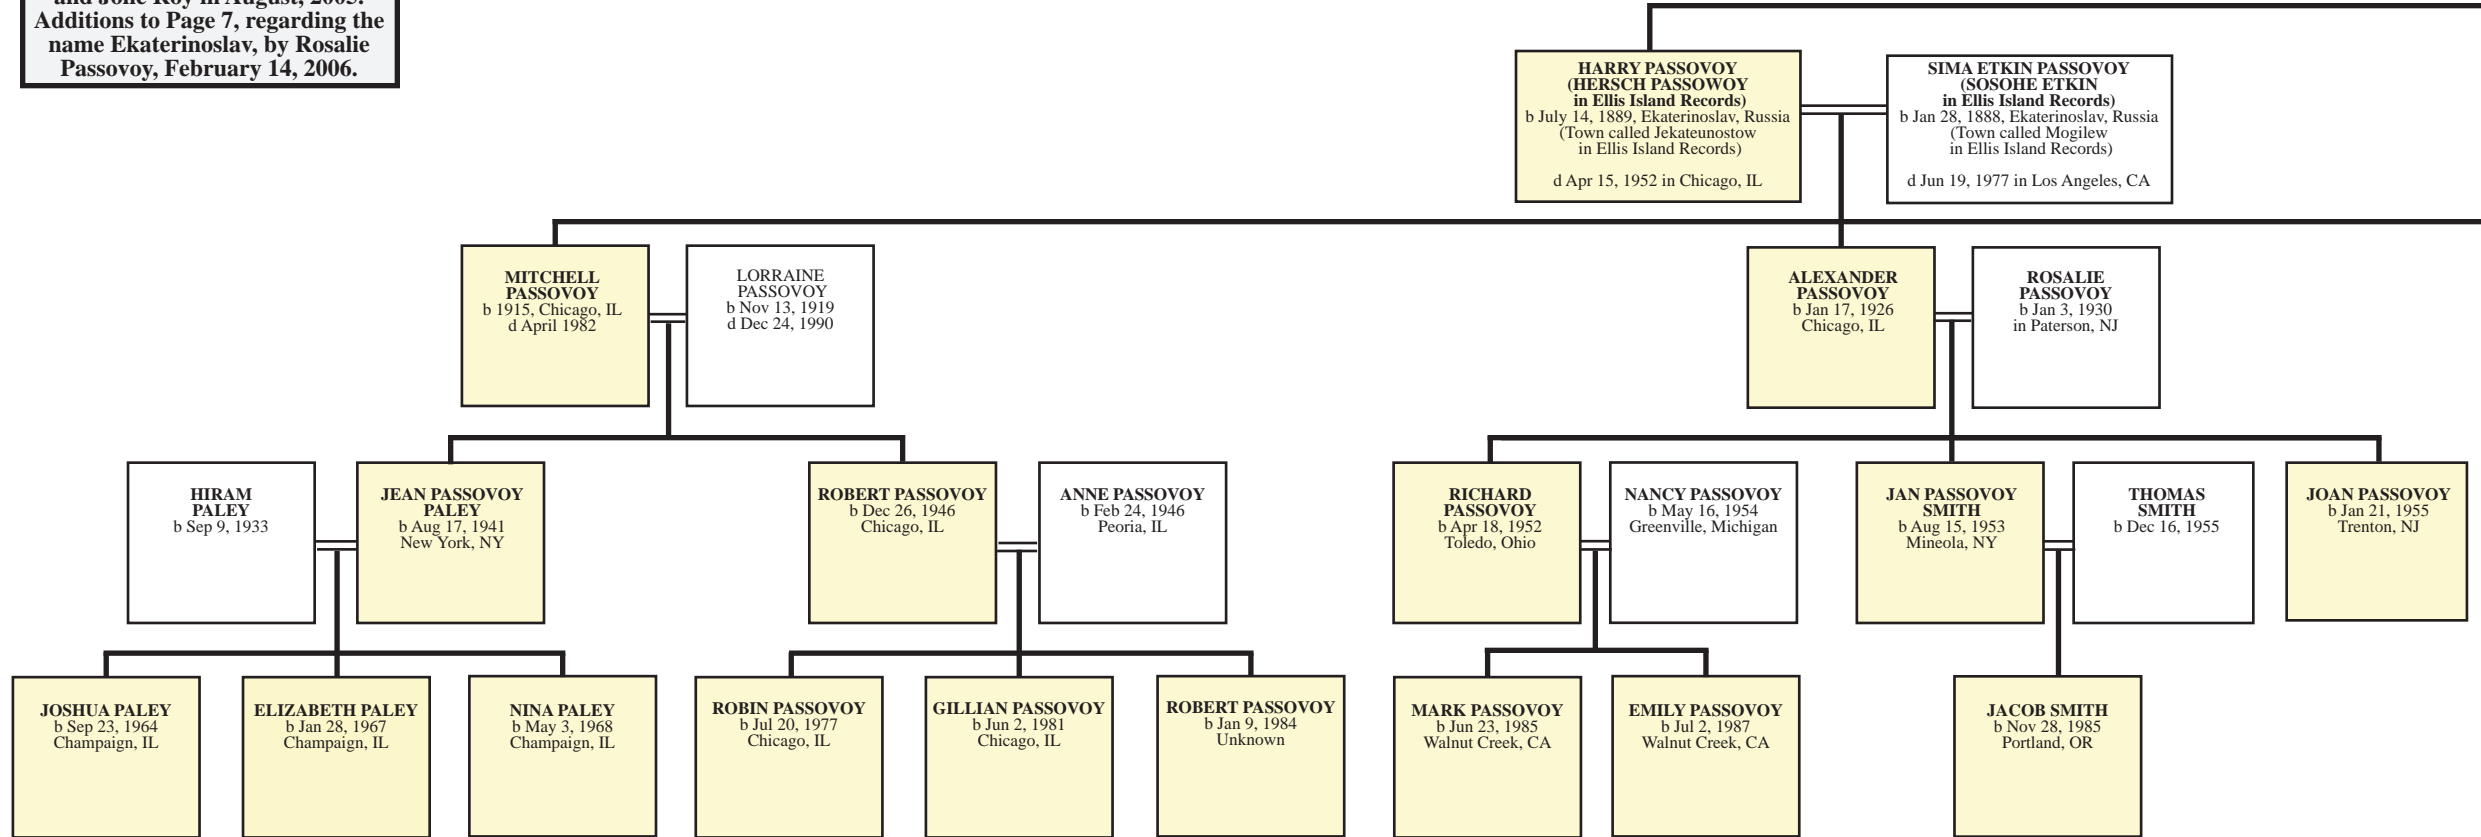 and Jone Roy in August, 2005.
Additions to Page 7, regarding the
name Ekaterinoslav, by Rosalie
Passovoy, February 14, 2006.
HARRY PASSOVOY
(HERSCH PASSOWOY
in Ellis Island Records)
b July 14, 1889, Ekaterinoslav, Russia
(Town called Jekateunostow
in Ellis Island Records)
d Apr 15, 1952 in Chicago, IL
SIMA ETKIN PASSOVOY
(SOSOHE ETKIN
in Ellis Island Records)
b Jan 28, 1888, Ekaterinoslav, Russia
(Town called Mogilew
in Ellis Island Records)
d Jun 19, 1977 in Los Angeles, CA
MITCHELL
PASSOVOY
b 1915, Chicago, IL
d April 1982
LORRAINE
PASSOVOY
b Nov 13, 1919
d Dec 24, 1990
ALEXANDER
PASSOVOY
b Jan 17, 1926
Chicago, IL
ROSALIE
PASSOVOY
b Jan 3, 1930
in Paterson, NJ
HIRAM
PALEY
b Sep 9, 1933
JEAN PASSOVOY
PALEY
b Aug 17, 1941
New York, NY
ROBERT PASSOVOY
b Dec 26, 1946
Chicago, IL
ANNE PASSOVOY
b Feb 24, 1946
Peoria, IL
RICHARD
PASSOVOY
b Apr 18, 1952
Toledo, Ohio
NANCY PASSOVOY
b May 16, 1954
Greenville, Michigan
JAN PASSOVOY
SMITH
b Aug 15, 1953
Mineola, NY
THOMAS
SMITH
b Dec 16, 1955
JOAN PASSOVOY
b Jan 21, 1955
Trenton, NJ
JOSHUA PALEY
b Sep 23, 1964
Champaign, IL
ELIZABETH PALEY
b Jan 28, 1967
Champaign, IL
NINA PALEY
b May 3, 1968
Champaign, IL
ROBIN PASSOVOY
b Jul 20, 1977
Chicago, IL
GILLIAN PASSOVOY
b Jun 2, 1981
Chicago, IL
ROBERT PASSOVOY
b Jan 9, 1984
Unknown
MARK PASSOVOY
b Jun 23, 1985
Walnut Creek, CA
EMILY PASSOVOY
b Jul 2, 1987
Walnut Creek, CA
JACOB SMITH
b Nov 28, 1985
Portland, OR